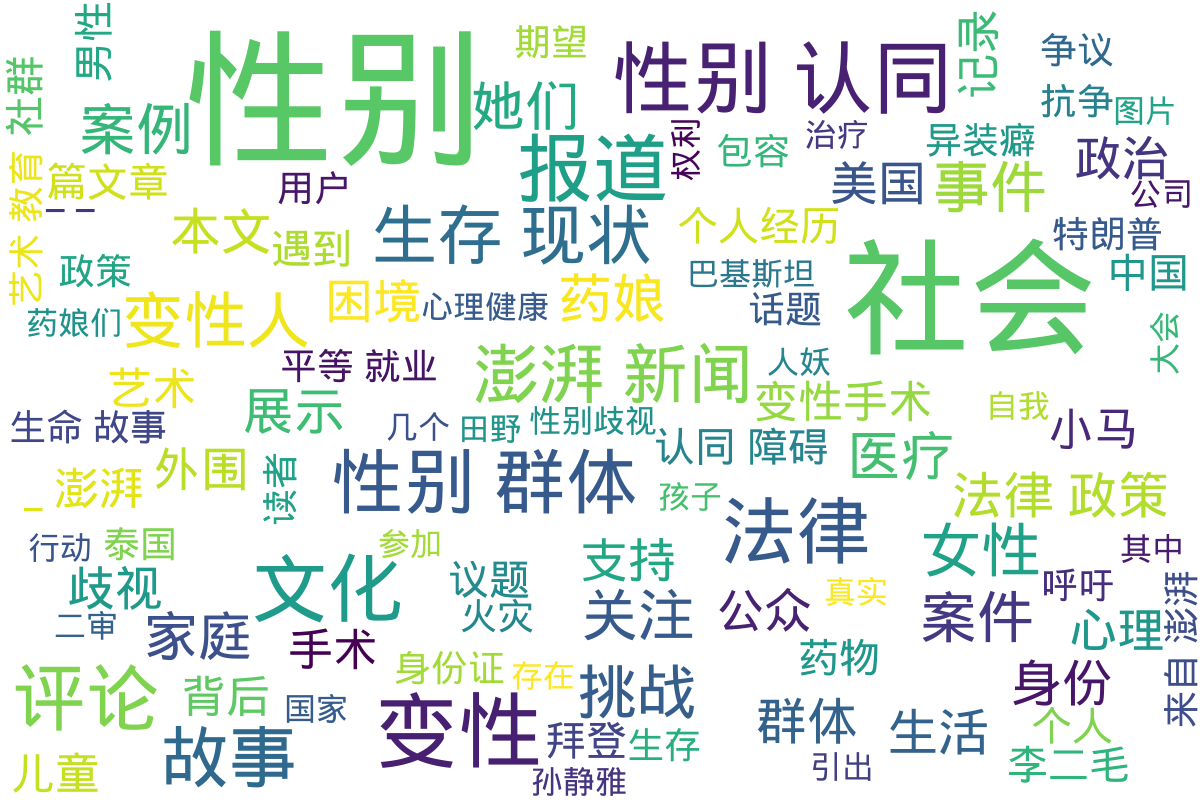 性别
性别 认同
男性
期望
记录
争议
社群
案例
她们
抗争
图片
报道
权利
包容
治疗
异装癖
政治
教育
篇文章
用户
美国
事件
公司
本文
遇到
生存 现状
个人经历
特朗普
艺术
政策
社会
中国
巴基斯坦
药娘们
变性人
困境
心理健康
药娘
话题
大会
平等 就业
澎湃 新闻
人妖
艺术
展示
变性手术
自我
生命 故事
几个
田野
性别歧视
认同 障碍
医疗
小马
_ 澎湃
外围
读者
性别 群体
孩子
法律
法律 政策
行动
泰国
参加
女性
其中
歧视
文化
议题
支持
真实
呼吁
澎湃
二审
家庭
手术
火灾
关注
公众
案件
心理
来自
评论
背后
身份证
存在
挑战
药物
身份
国家
变性
拜登
生存
群体
生活
个人
儿童
故事
孙静雅
引出
李二毛